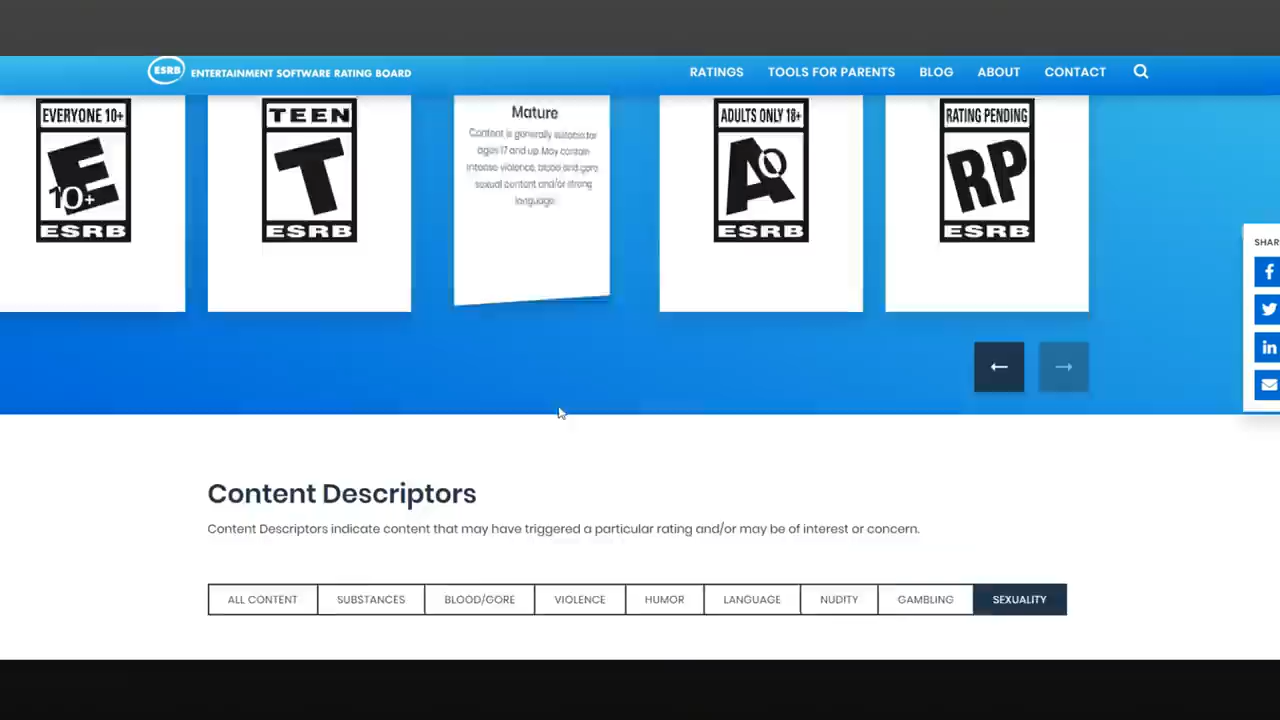 ESRB ENTERTAINMENT SOFTWARE RATING BOARD
RATINGS TOOLS FOR PARENTS BLOG ABOUT CONTACT
EVERYONE 10+
E
10+
ESRB
TEEN
T
ESRB
Mature
Content is generally suitable for
ages 17 and up. May contain
intense violence, blood and gore
sexual content and/or strong
language.
ADULTS ONLY 18+
AO
ESRB
RATING PENDING
RP
ESRB
SHAR
Content Descriptors
Content Descriptors indicate content that may have triggered a particular rating and/or may be of interest or concern.
ALL CONTENT SUBSTANCES BLOOD/GORE VIOLENCE HUMOR LANGUAGE NUDITY GAMBLING SEXUALITY